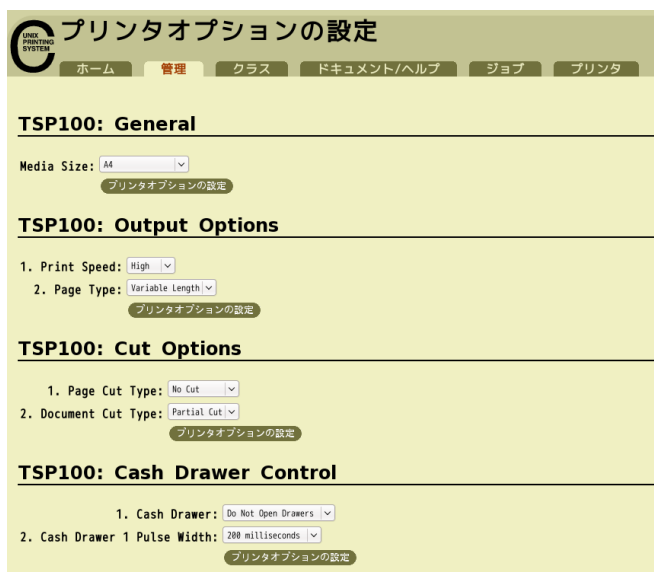 UNIX
PRINTING
SYSTEM
プリンタオプションの設定
ホーム 管理 クラス ドキュメント/ヘルプ ジョブ プリンタ
TSP100: General
Media Size: A4
プリンタオプションの設定
TSP100: Output Options
1. Print Speed: High
2. Page Type: Variable Length
プリンタオプションの設定
TSP100: Cut Options
1. Page Cut Type: No Cut
2. Document Cut Type: Partial Cut
プリンタオプションの設定
TSP100: Cash Drawer Control
1. Cash Drawer: Do Not Open Drawers
2. Cash Drawer 1 Pulse Width: 200 milliseconds
プリンタオプションの設定